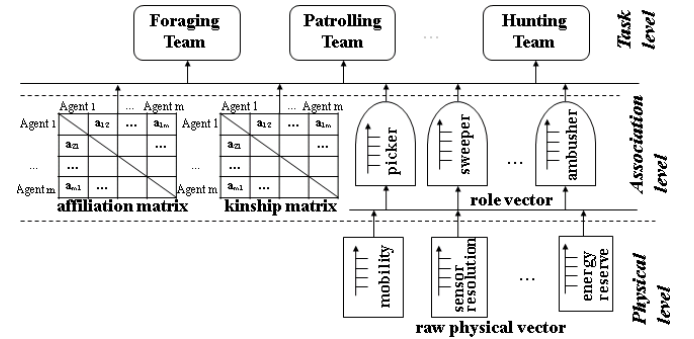 Foraging
Team
Patrolling
Team
...
Hunting
Team
Task
level
Agent 1 ... Agent m
Agent 1 a12 ... a1m
a21 ...
...
Agent m am1 ...
affiliation matrix
Agent 1 ... Agent m
Agent 1 a12 ... a1m
a21 ...
...
Agent m am1 ...
kinship matrix
picker
sweeper
...
ambusher
role vector
Association
level
mobility
sensor
resolution
...
energy
reserve
raw physical vector
Physical
level